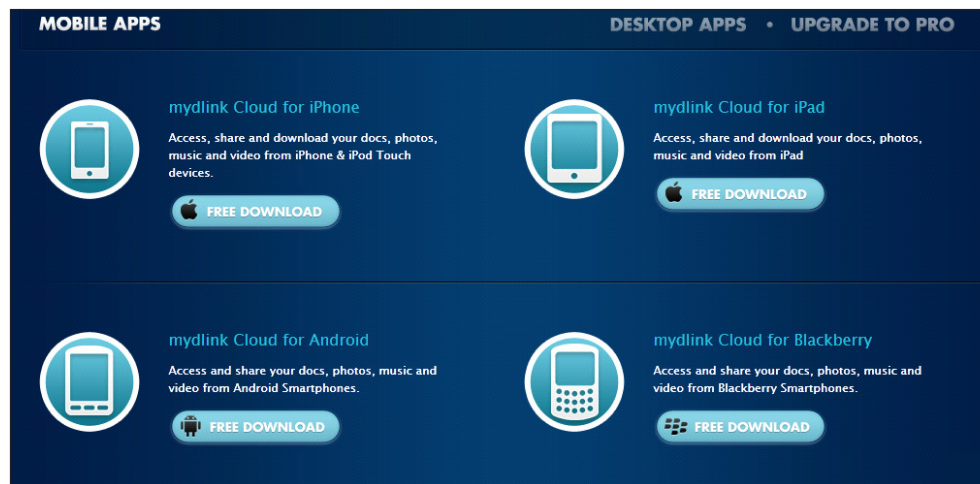 MOBILE APPS
DESKTOP APPS • UPGRADE TO PRO
mydlink Cloud for iPhone
Access, share and download your docs, photos,
music and video from iPhone & iPod Touch
devices.
FREE DOWNLOAD
mydlink Cloud for iPad
Access, share and download your docs, photos,
music and video from iPad
FREE DOWNLOAD
mydlink Cloud for Android
Access and share your docs, photos, music and
video from Android Smartphones.
FREE DOWNLOAD
mydlink Cloud for Blackberry
Access and share your docs, photos, music and
video from Blackberry Smartphones.
FREE DOWNLOAD